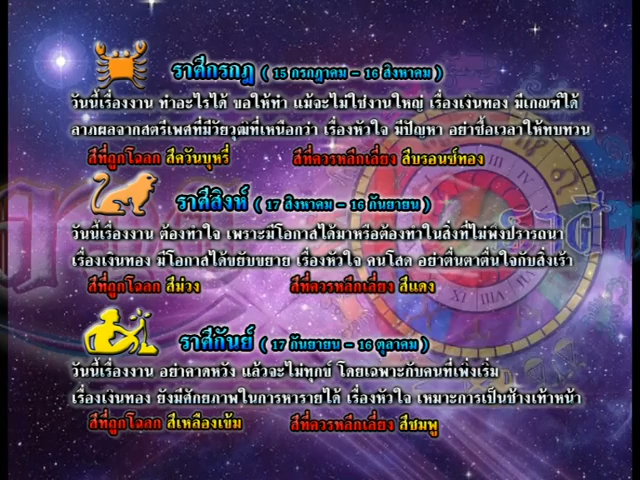 ราศีกรกฎ ( 15 กรกฎาคม - 16 สิงหาคม )
วันนี้เรื่องงาน ทำอะไรได้ ขอให้ทำ แม้จะไม่ใช่งานใหญ่ เรื่องเงินทอง มีเกณฑ์ได้
ลาภผลจากสตรีเพศที่มีวัยวุฒิที่เหนือกว่า เรื่องหัวใจ มีปัญหา อย่าซื้อเวลาให้ทบทวน
สีที่ถูกโฉลก สีควันบุหรี่ สีที่ควรหลีกเลี่ยง สีบรอนซ์ทอง
ราศีสิงห์ ( 17 สิงหาคม - 16 กันยายน )
วันนี้เรื่องงาน ต้องทำใจ เพราะมีโอกาสได้มาหรือต้องทำในสิ่งที่ไม่พึงปรารถนา
เรื่องเงินทอง มีโอกาสได้ขยับขยาย เรื่องหัวใจ คนโสด อย่าตื่นตาตื่นใจกับสิ่งเร้า
สีที่ถูกโฉลก สีม่วง สีที่ควรหลีกเลี่ยง สีแดง
ราศีกันย์ ( 17 กันยายน - 16 ตุลาคม )
วันนี้เรื่องงาน อย่าคาดหวัง แล้วจะไม่ทุกข์ โดยเฉพาะกับคนที่เพิ่งเริ่ม
เรื่องเงินทอง ยังมีศักยภาพในการหารายได้ เรื่องหัวใจ เหมาะการเป็นช้างเท้าหน้า
สีที่ถูกโฉลก สีเหลืองเข้ม สีที่ควรหลีกเลี่ยง สีชมพู